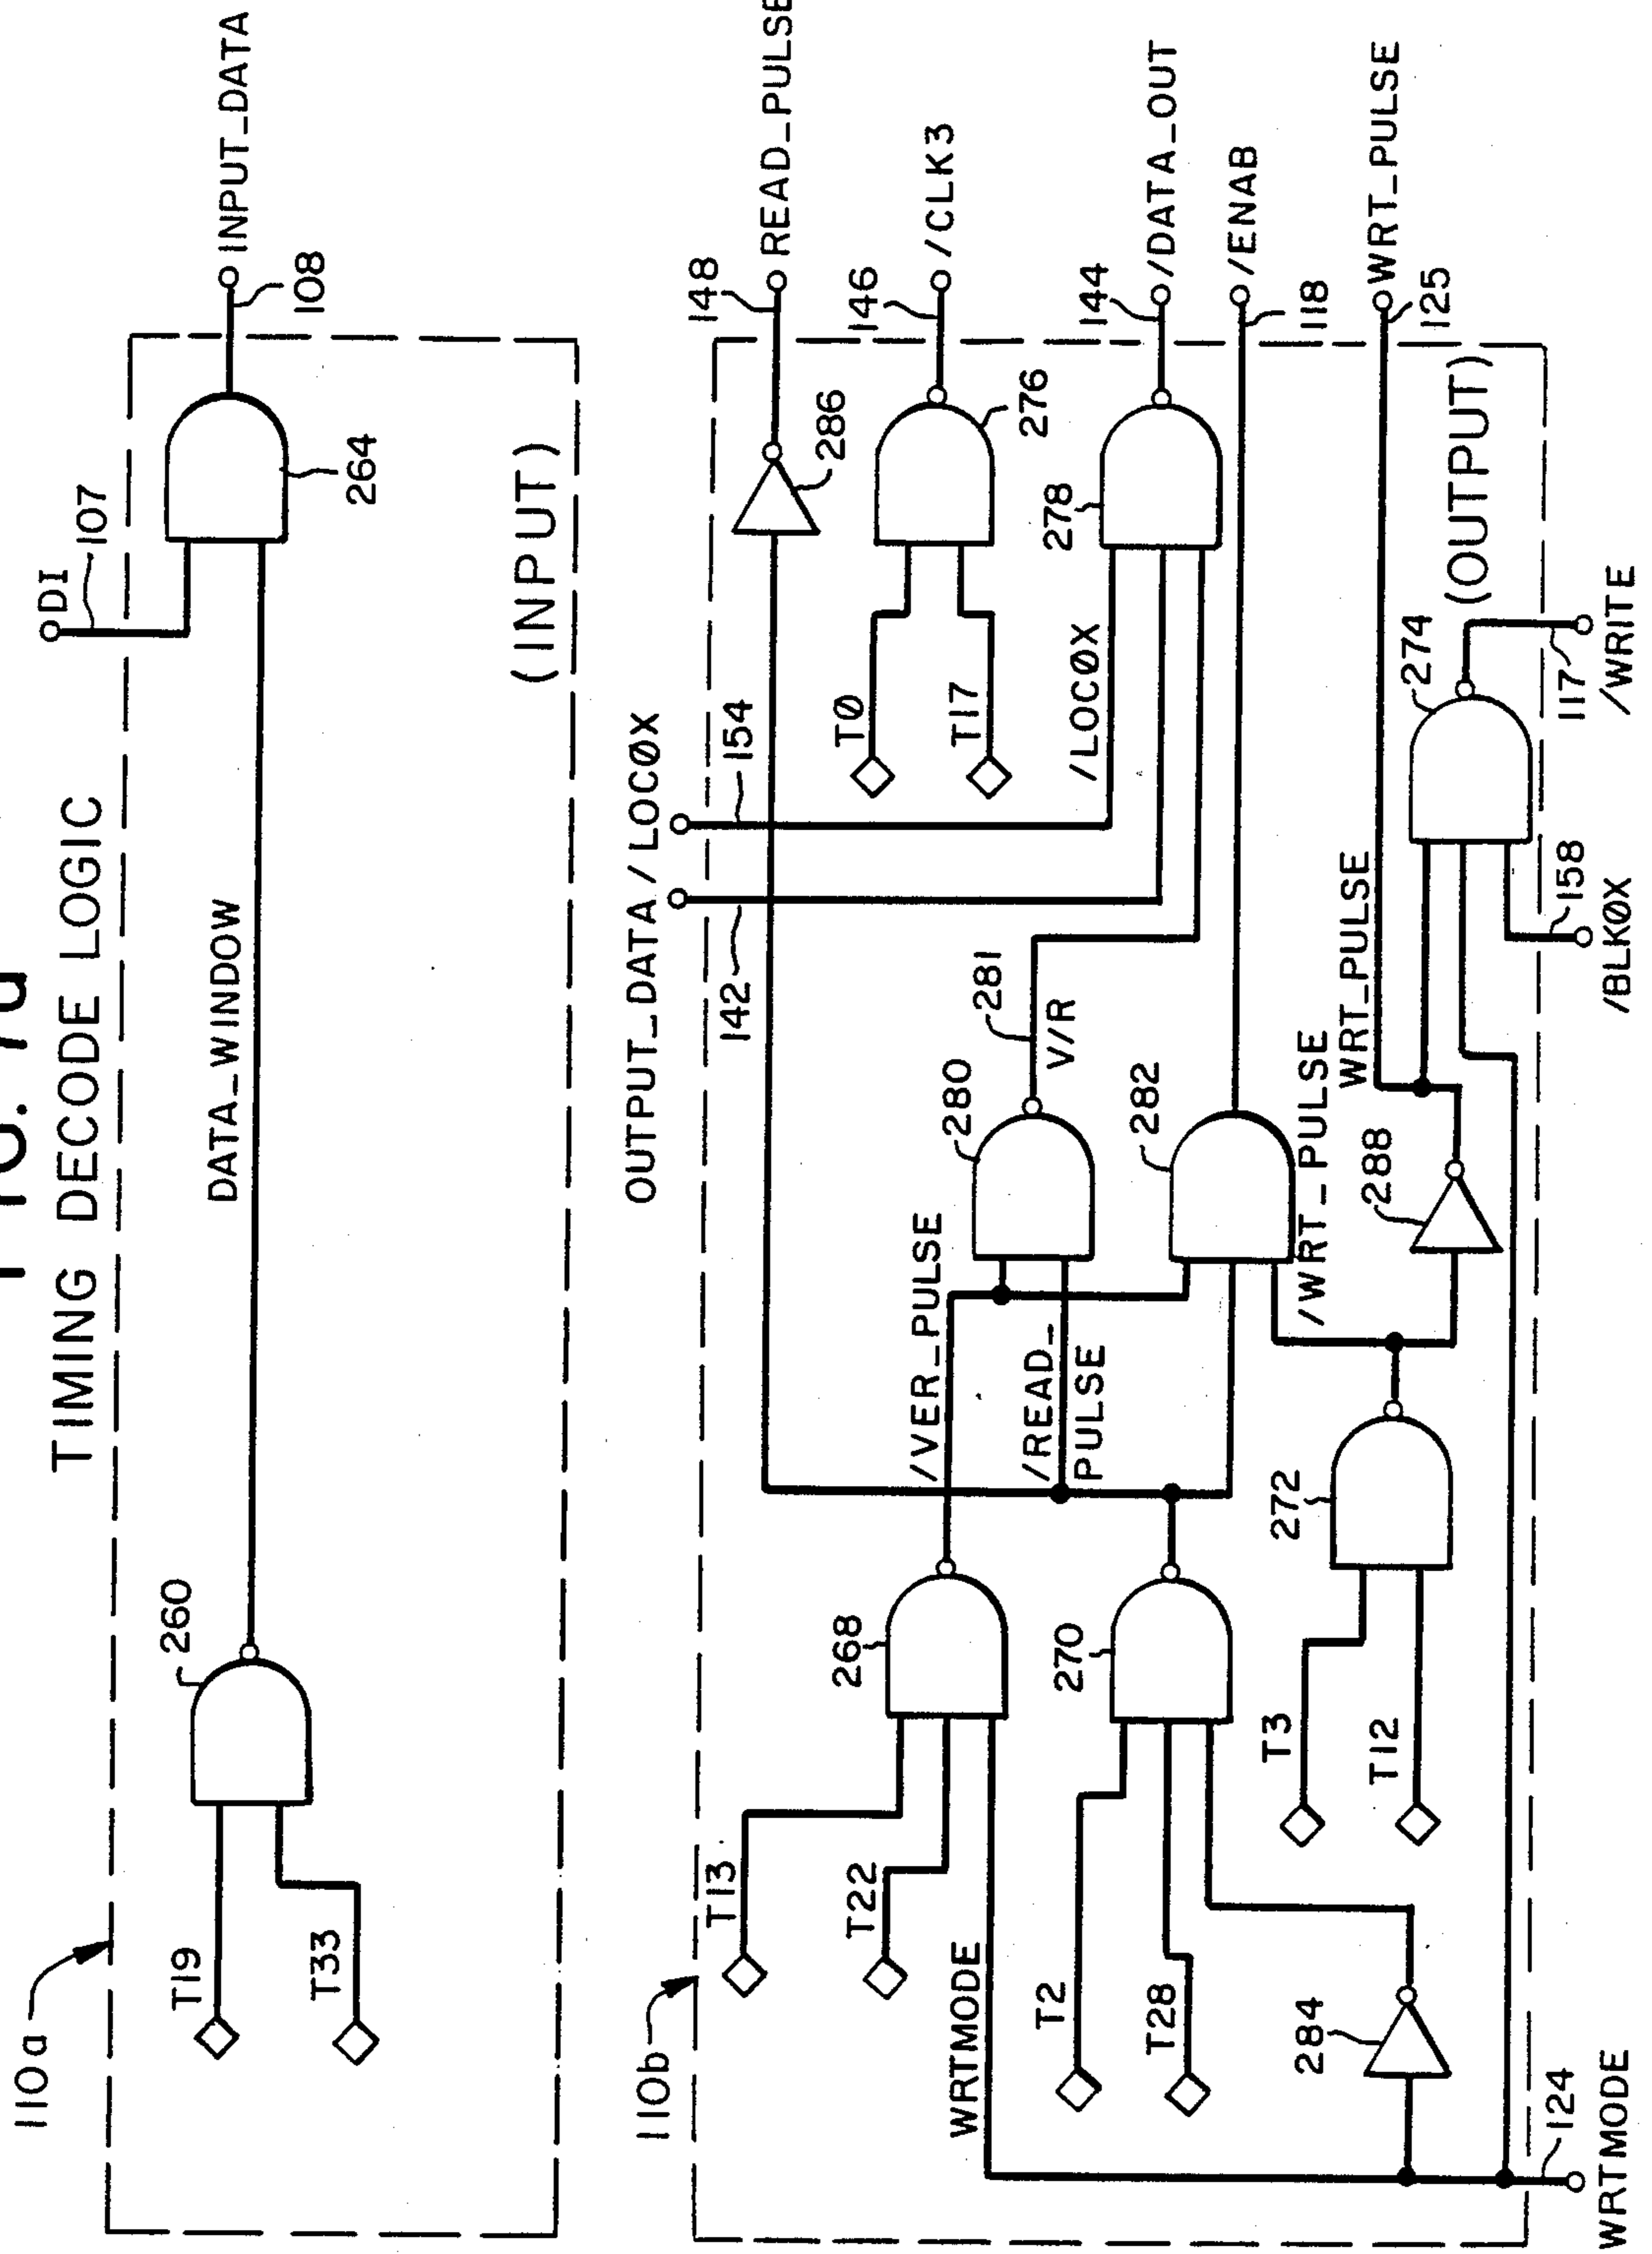 TIMING DECODE LOGIC
110a
T19
T33
260
DATA_WINDOW
DI
107
264
108
INPUT_DATA
(INPUT)
OUTPUT_DATA
/LOC0X
142
154
110b
148
READ_PULSE
286
T0
T17
276
146
/CLK3
/LOC0X
278
144
/DATA_OUT
/ENAB
118
T13
T22
WRTMODE
268
/VER_PULSE
/READ_
PULSE
280
281
V/R
282
T2
T28
270
284
T3
T12
272
/WRT_PULSE
288
WRT_PULSE
274
WRT_PULSE
125
(OUTPUT)
124
WRTMODE
158
/BLK0X
117
/WRITE